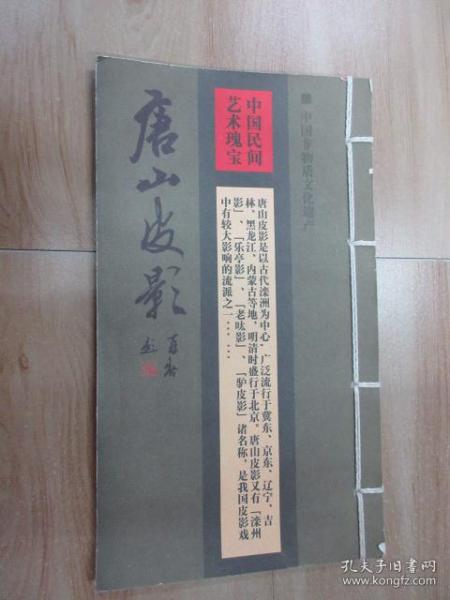 ■ 中国非物质文化遗产
中国民间
艺术瑰宝
唐山皮影
唐山皮影是以古代滦洲为中心，广泛流行于冀东、京东、辽宁、吉
林、黑龙江、内蒙古等地，明清时盛行于北京。唐山皮影又有「滦州
影」、「乐亭影」、「老呔影」、「驴皮影」诸名称，是我国皮影戏
中有较大影响的流派之一……
孔夫子旧书网
www.kongfz.com